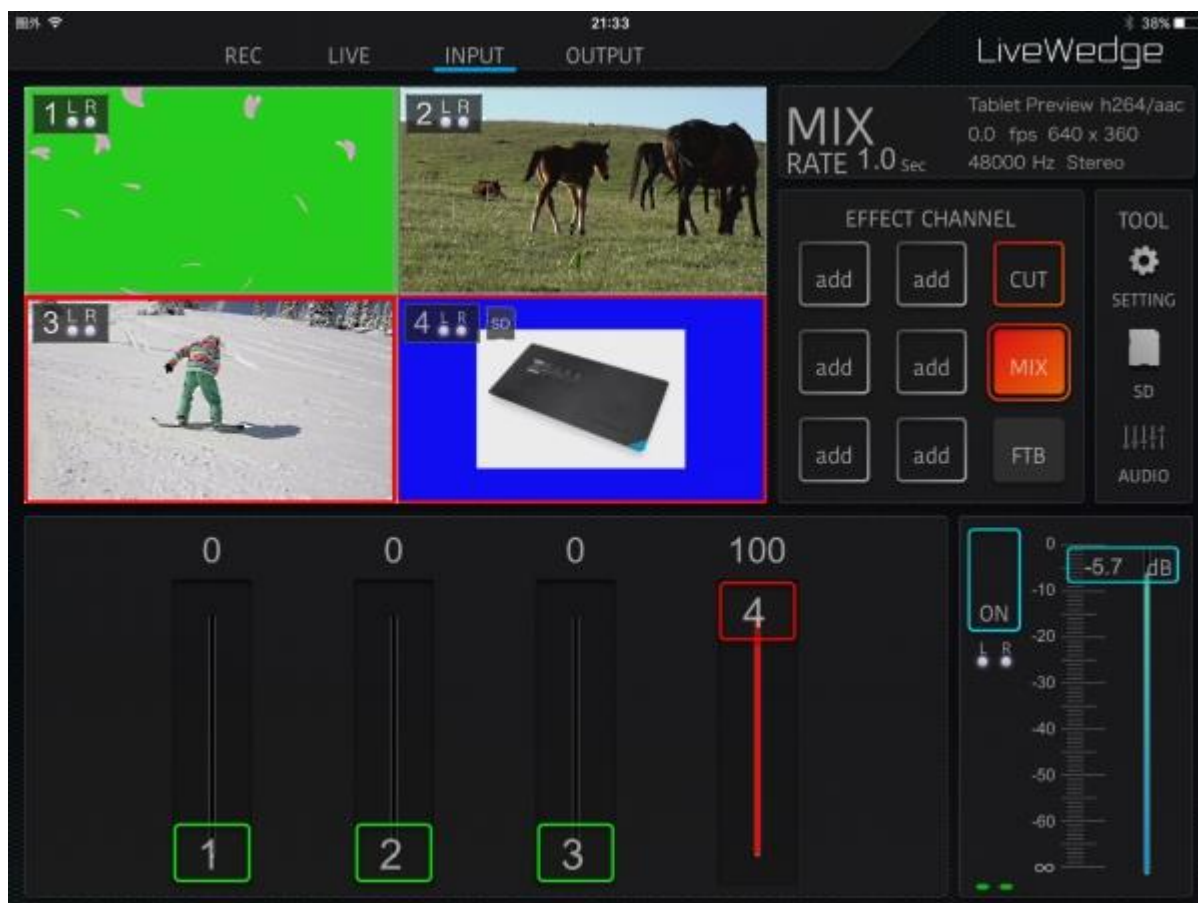 圏外 21:33 38%
REC LIVE INPUT OUTPUT
LiveWedge
1 L R
2 L R
3 L R
4 L R SD
MIX
RATE 1.0 Sec
Tablet Preview h264/aac
0.0 fps 640 x 360
48000 Hz Stereo
EFFECT CHANNEL
add add CUT
add add MIX
add add FTB
TOOL
SETTING
SD
AUDIO
0 0 0 100
4
1 2 3
ON
L R
-5.7 dB
0
-10
-20
-30
-40
-50
-60
∞